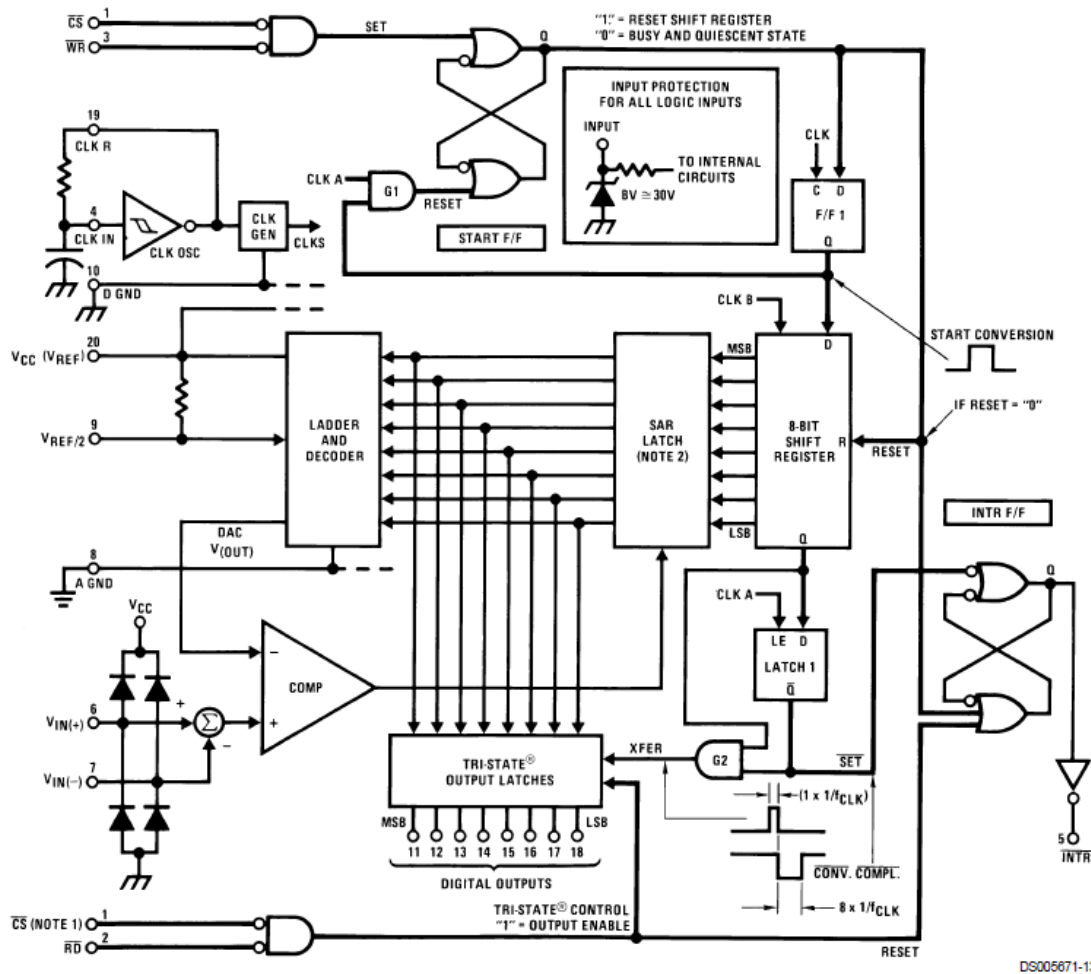 CS
1
WR
3
SET
Q
"1" = RESET SHIFT REGISTER
"0" = BUSY AND QUIESCENT STATE
INPUT PROTECTION
FOR ALL LOGIC INPUTS
INPUT
TO INTERNAL
CIRCUITS
BV ≅ 30V
CLK
C D
F/F 1
Q
19
CLK R
4
CLK IN
CLK OSC
CLK
GEN
CLKS
10
D GND
CLK A
G1
RESET
START F/F
CLK B
D
START CONVERSION
20
VCC (VREF)
9
VREF/2
LADDER
AND
DECODER
MSB
SAR
LATCH
(NOTE 2)
8-BIT
SHIFT
REGISTER
R
RESET
IF RESET = "0"
LSB
Q
INTR F/F
DAC
V(OUT)
8
A GND
CLK A
LE D
LATCH 1
Q
Q
VCC
6
VIN(+)
7
VIN(−)
+
Σ
−
−
+
COMP
TRI-STATE®
OUTPUT LATCHES
XFER
G2
SET
(1 x 1/fCLK)
MSB
LSB
11 12 13 14 15 16 17 18
DIGITAL OUTPUTS
CONV. COMPL.
8 x 1/fCLK
5
INTR
CS (NOTE 1)
1
RD
2
TRI-STATE® CONTROL
"1" = OUTPUT ENABLE
RESET